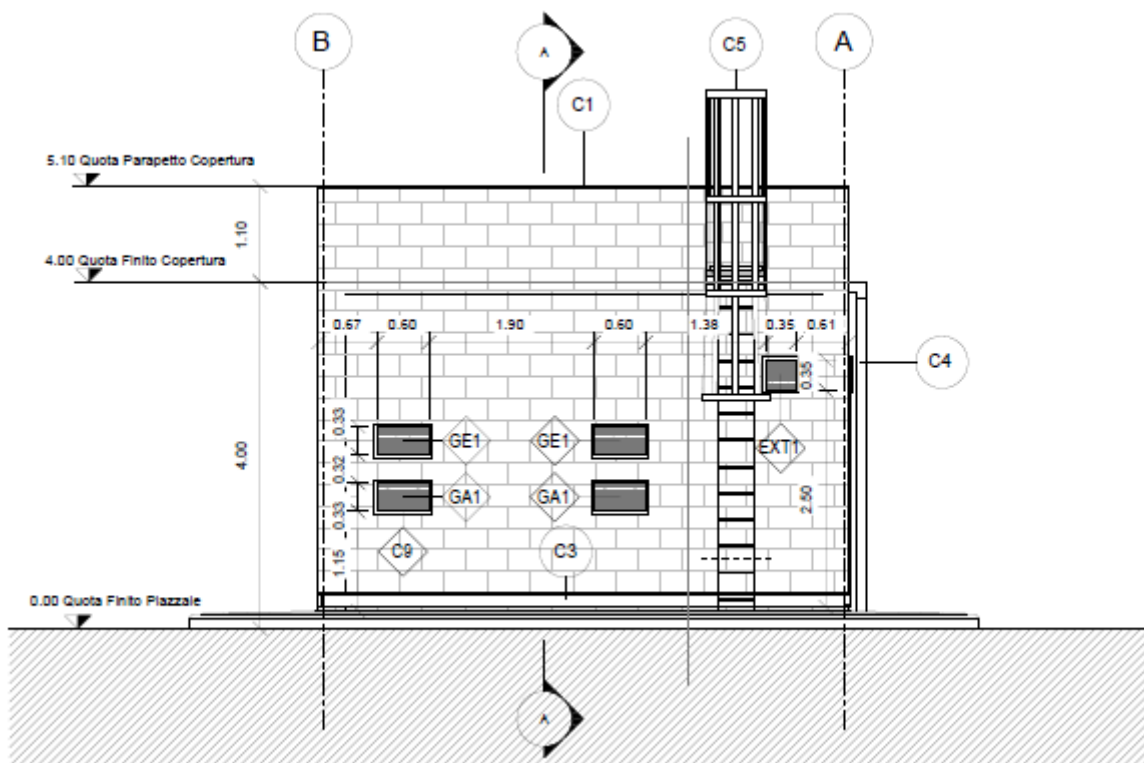 B
A
C5
A
C1
5.10 Quota Parapetto Copertura
1.10
4.00 Quota Finito Copertura
0.67
0.60
1.90
0.60
1.38
0.35
0.61
C4
0.35
0.33
GE1
GE1
EXT1
4.00
0.32
GA1
GA1
2.50
0.33
C9
C3
1.15
0.00 Quota Finito Piazzale
A